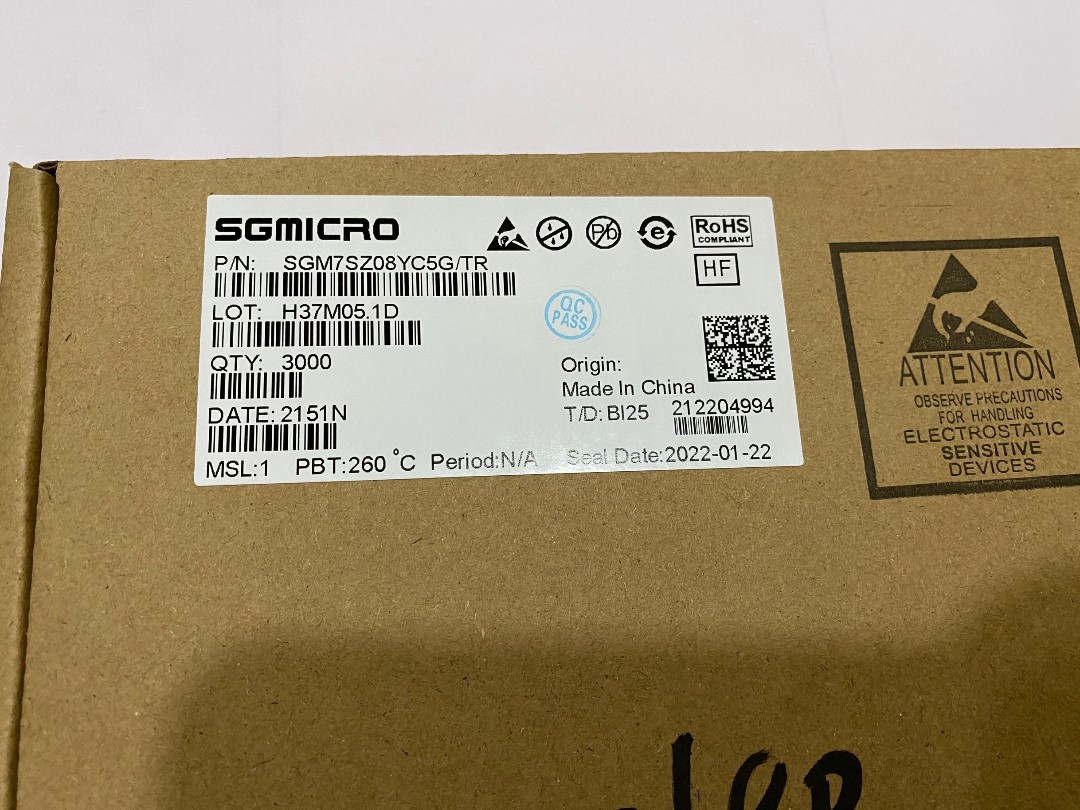 SGMICRO
Pb
e
RoHS
COMPLIANT
HF
P/N: SGM7SZ08YC5G/TR
LOT: H37M05.1D
QC
PASS
QTY: 3000
Origin:
Made In China
DATE: 2151N
T/D: BI25 212204994
MSL:1 PBT:260 °C Period:N/A Seal Date:2022-01-22
ATTENTION
OBSERVE PRECAUTIONS
FOR HANDLING
ELECTROSTATIC
SENSITIVE
DEVICES